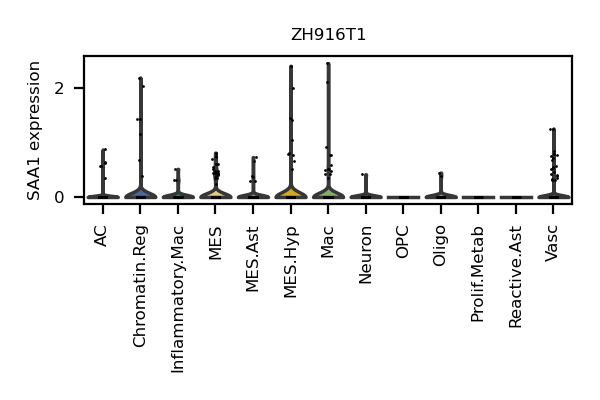 ZH916T1
SAA1 expression
2
0
AC
Chromatin.Reg
Inflammatory.Mac
MES
MES.Ast
MES.Hyp
Mac
Neuron
OPC
Oligo
Prolif.Metab
Reactive.Ast
Vasc